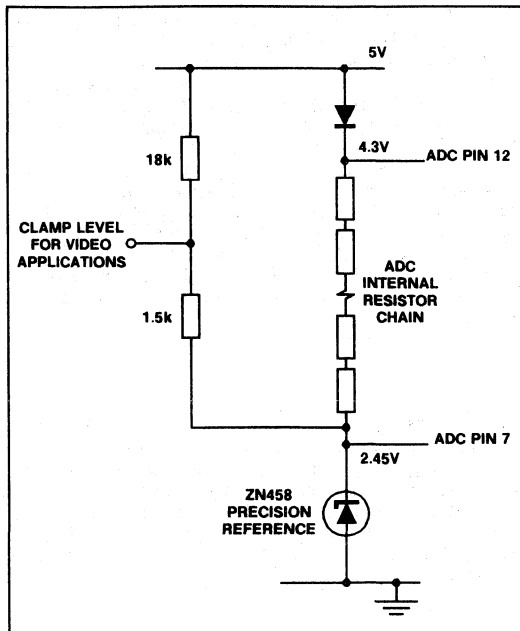 5V
4.3V
ADC PIN 12
18k
CLAMP LEVEL
FOR VIDEO
APPLICATIONS
ADC
INTERNAL
RESISTOR
CHAIN
1.5k
ADC PIN 7
2.45V
ZN458
PRECISION
REFERENCE